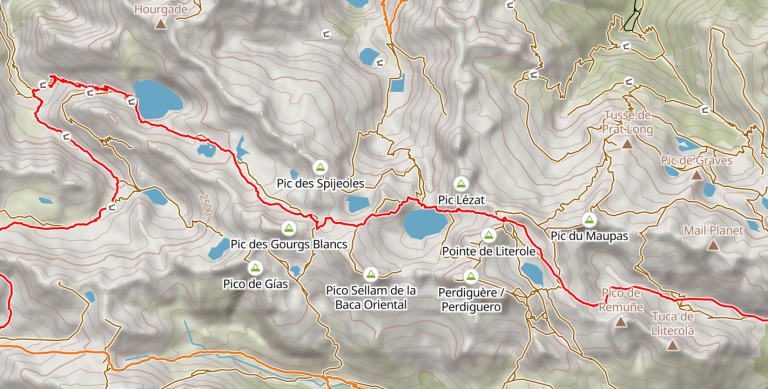 Hourgade
Tusse de
Prat-Long
Pic de Graves
Pic des Spijeoles
2500
Pic Lézat
Pic du Maupas
Mail Planet
Pic des Gourgs Blancs
Pointe de Literole
Pico de Gías
Pico Sellam de la
Baca Oriental
Perdiguère /
Perdiguero
Pico de
Remuñe
Tuca de
Lliterola